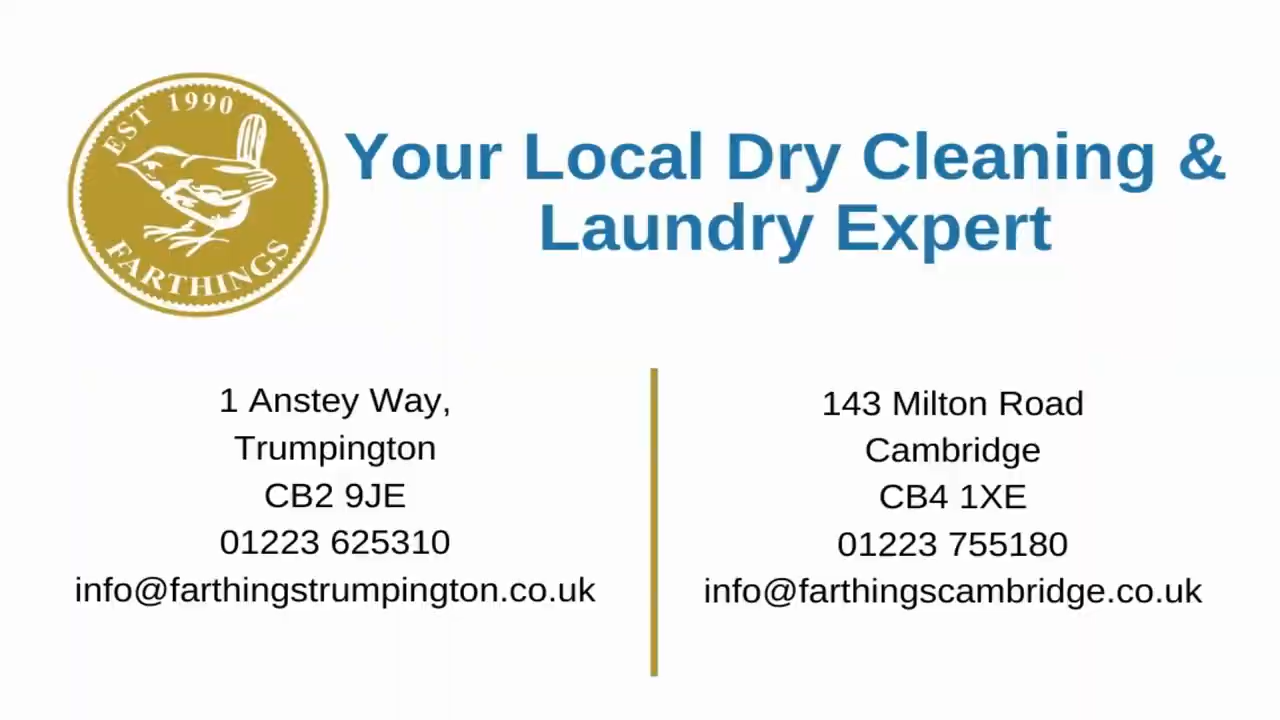 EST 1990
FARTHINGS
Your Local Dry Cleaning &
Laundry Expert
1 Anstey Way,
Trumpington
CB2 9JE
01223 625310
info@farthingstrumpington.co.uk
143 Milton Road
Cambridge
CB4 1XE
01223 755180
info@farthingscambridge.co.uk